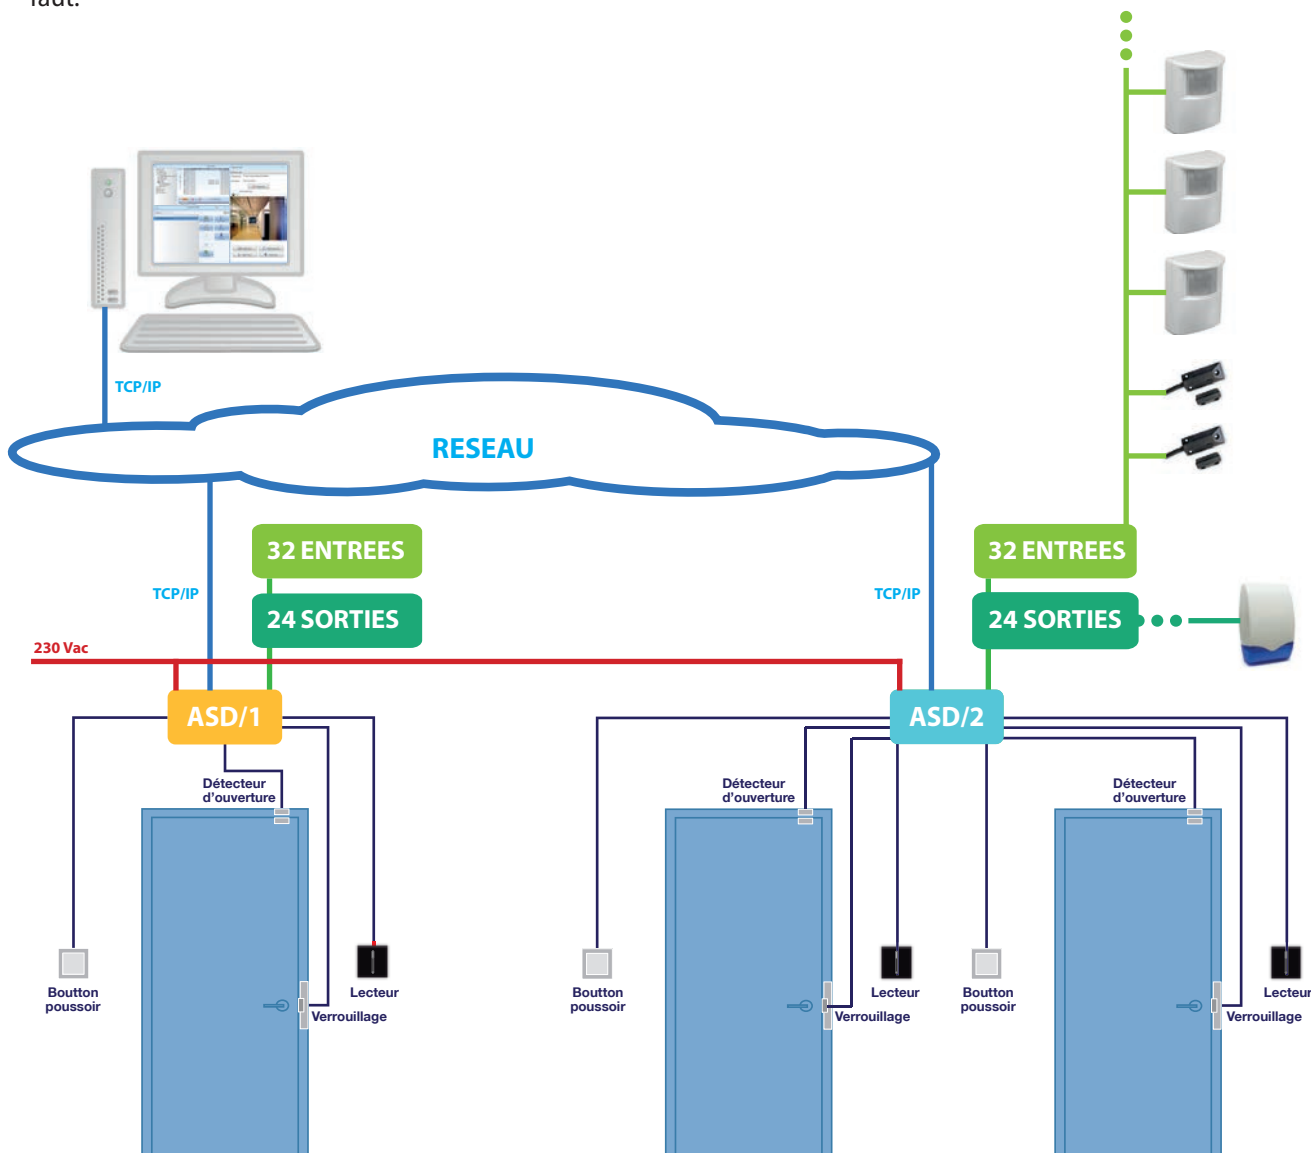 faut.
TCP/IP
RESEAU
32 ENTREES
32 ENTREES
TCP/IP
TCP/IP
24 SORTIES
24 SORTIES
230 Vac
ASD/1
ASD/2
Détecteur
d'ouverture
Détecteur
d'ouverture
Détecteur
d'ouverture
Boutton
poussoir
Lecteur
Verrouillage
Boutton
poussoir
Lecteur
Verrouillage
Boutton
poussoir
Lecteur
Verrouillage